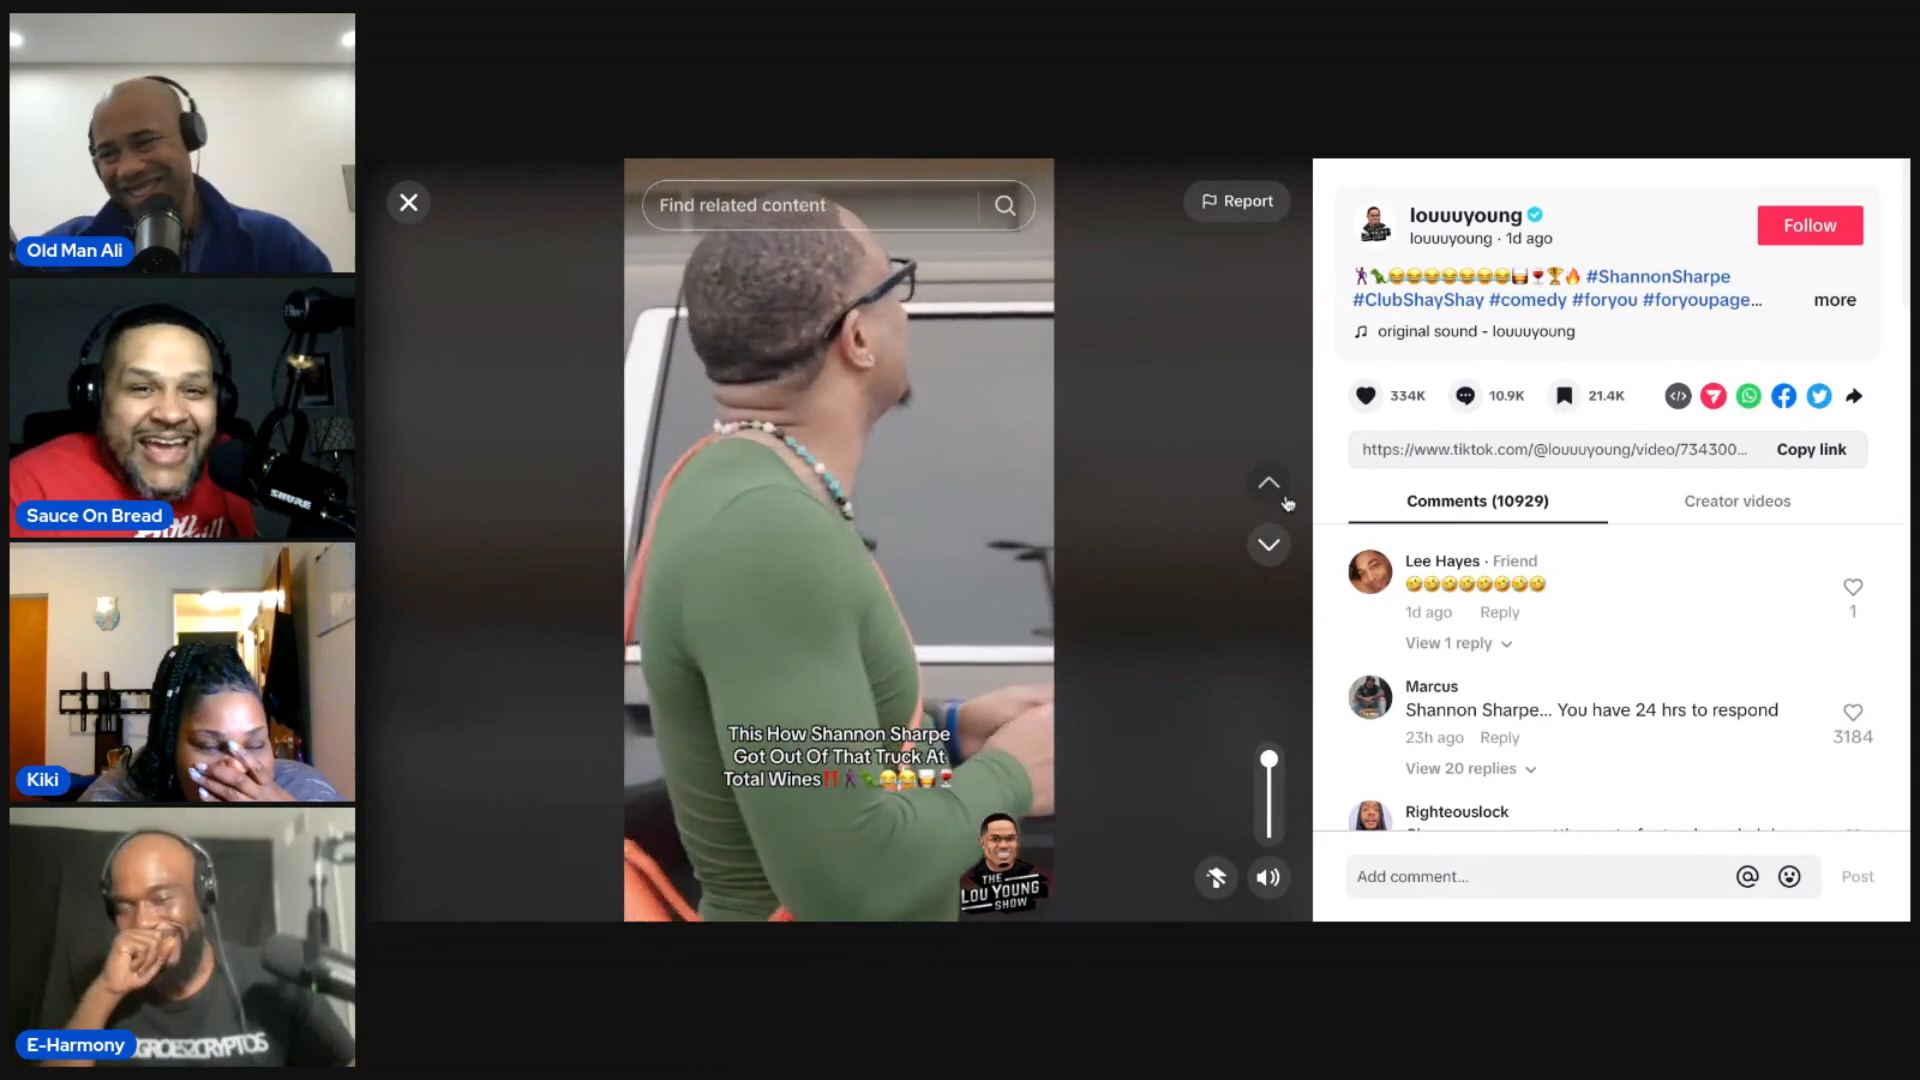 Old Man Ali
SHURE
Sauce On Bread
Kiki
E-Harmony
Find related content
Report
This How Shannon Sharpe
Got Out Of That Truck At
Total Wines‼️🕺🏾🦖😂😂🥃🍷
THE
LOU YOUNG
SHOW
louuuyoung
louuuyoung · 1d ago
Follow
🕺🏾🦖😂😂😂😂😂😂😂🥃🍷🏆🔥 #ShannonSharpe
#ClubShayShay #comedy #foryou #foryoupage...
more
original sound - louuuyoung
334K
10.9K
21.4K
https://www.tiktok.com/@louuuyoung/video/734300...
Copy link
Comments (10929)
Creator videos
Lee Hayes · Friend
🤣🤣🤣🤣🤣🤣🤣🤣
1d ago Reply
1
View 1 reply
Marcus
Shannon Sharpe... You have 24 hrs to respond
23h ago Reply
3184
View 20 replies
Righteouslock
Add comment...
Post